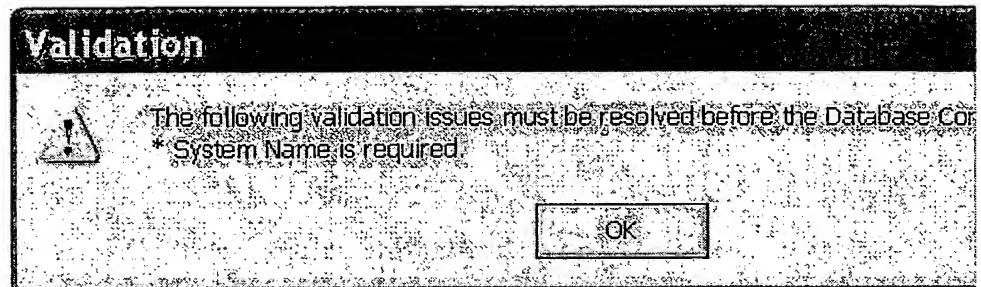 Validation
The following validation issues must be resolved before the Database Cor
* System Name is required.
OK